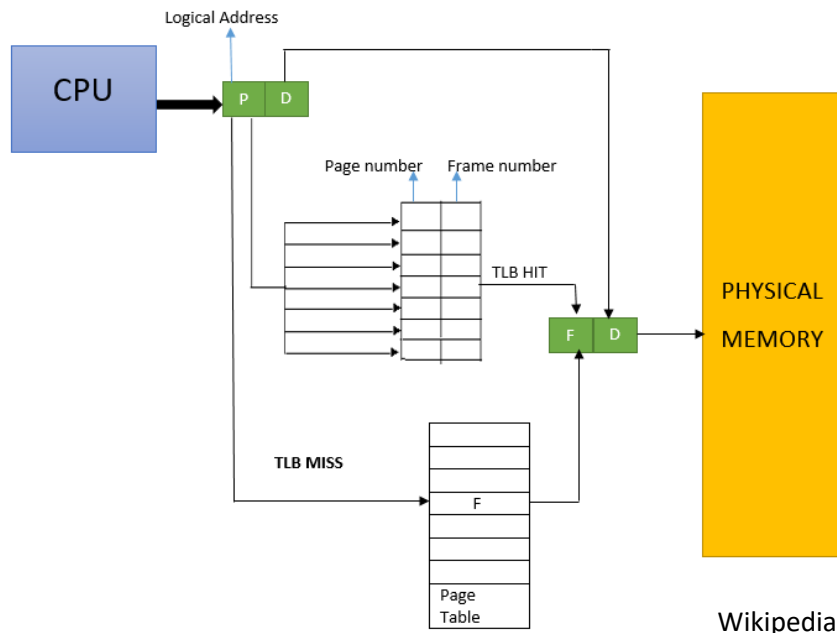 Logical Address
CPU
P D
Page number Frame number
TLB HIT
PHYSICAL
MEMORY
F D
TLB MISS
F
Page
Table
Wikipedia